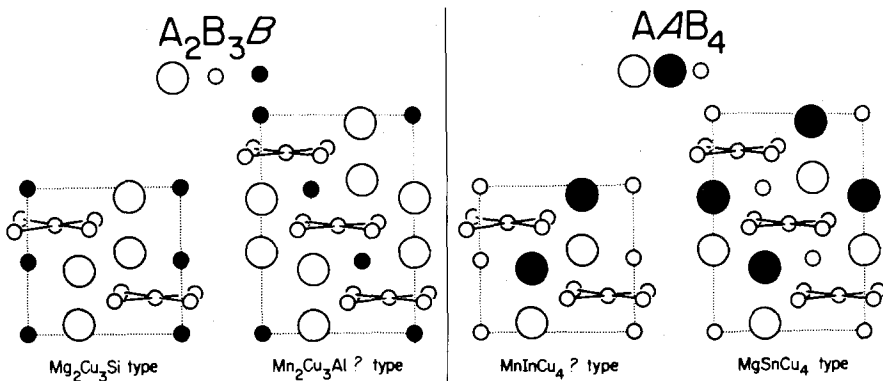 A₂B₃B
AAB₄
Mg₂Cu₃Si type
Mn₂Cu₃Al ? type
MnInCu₄ ? type
MgSnCu₄ type